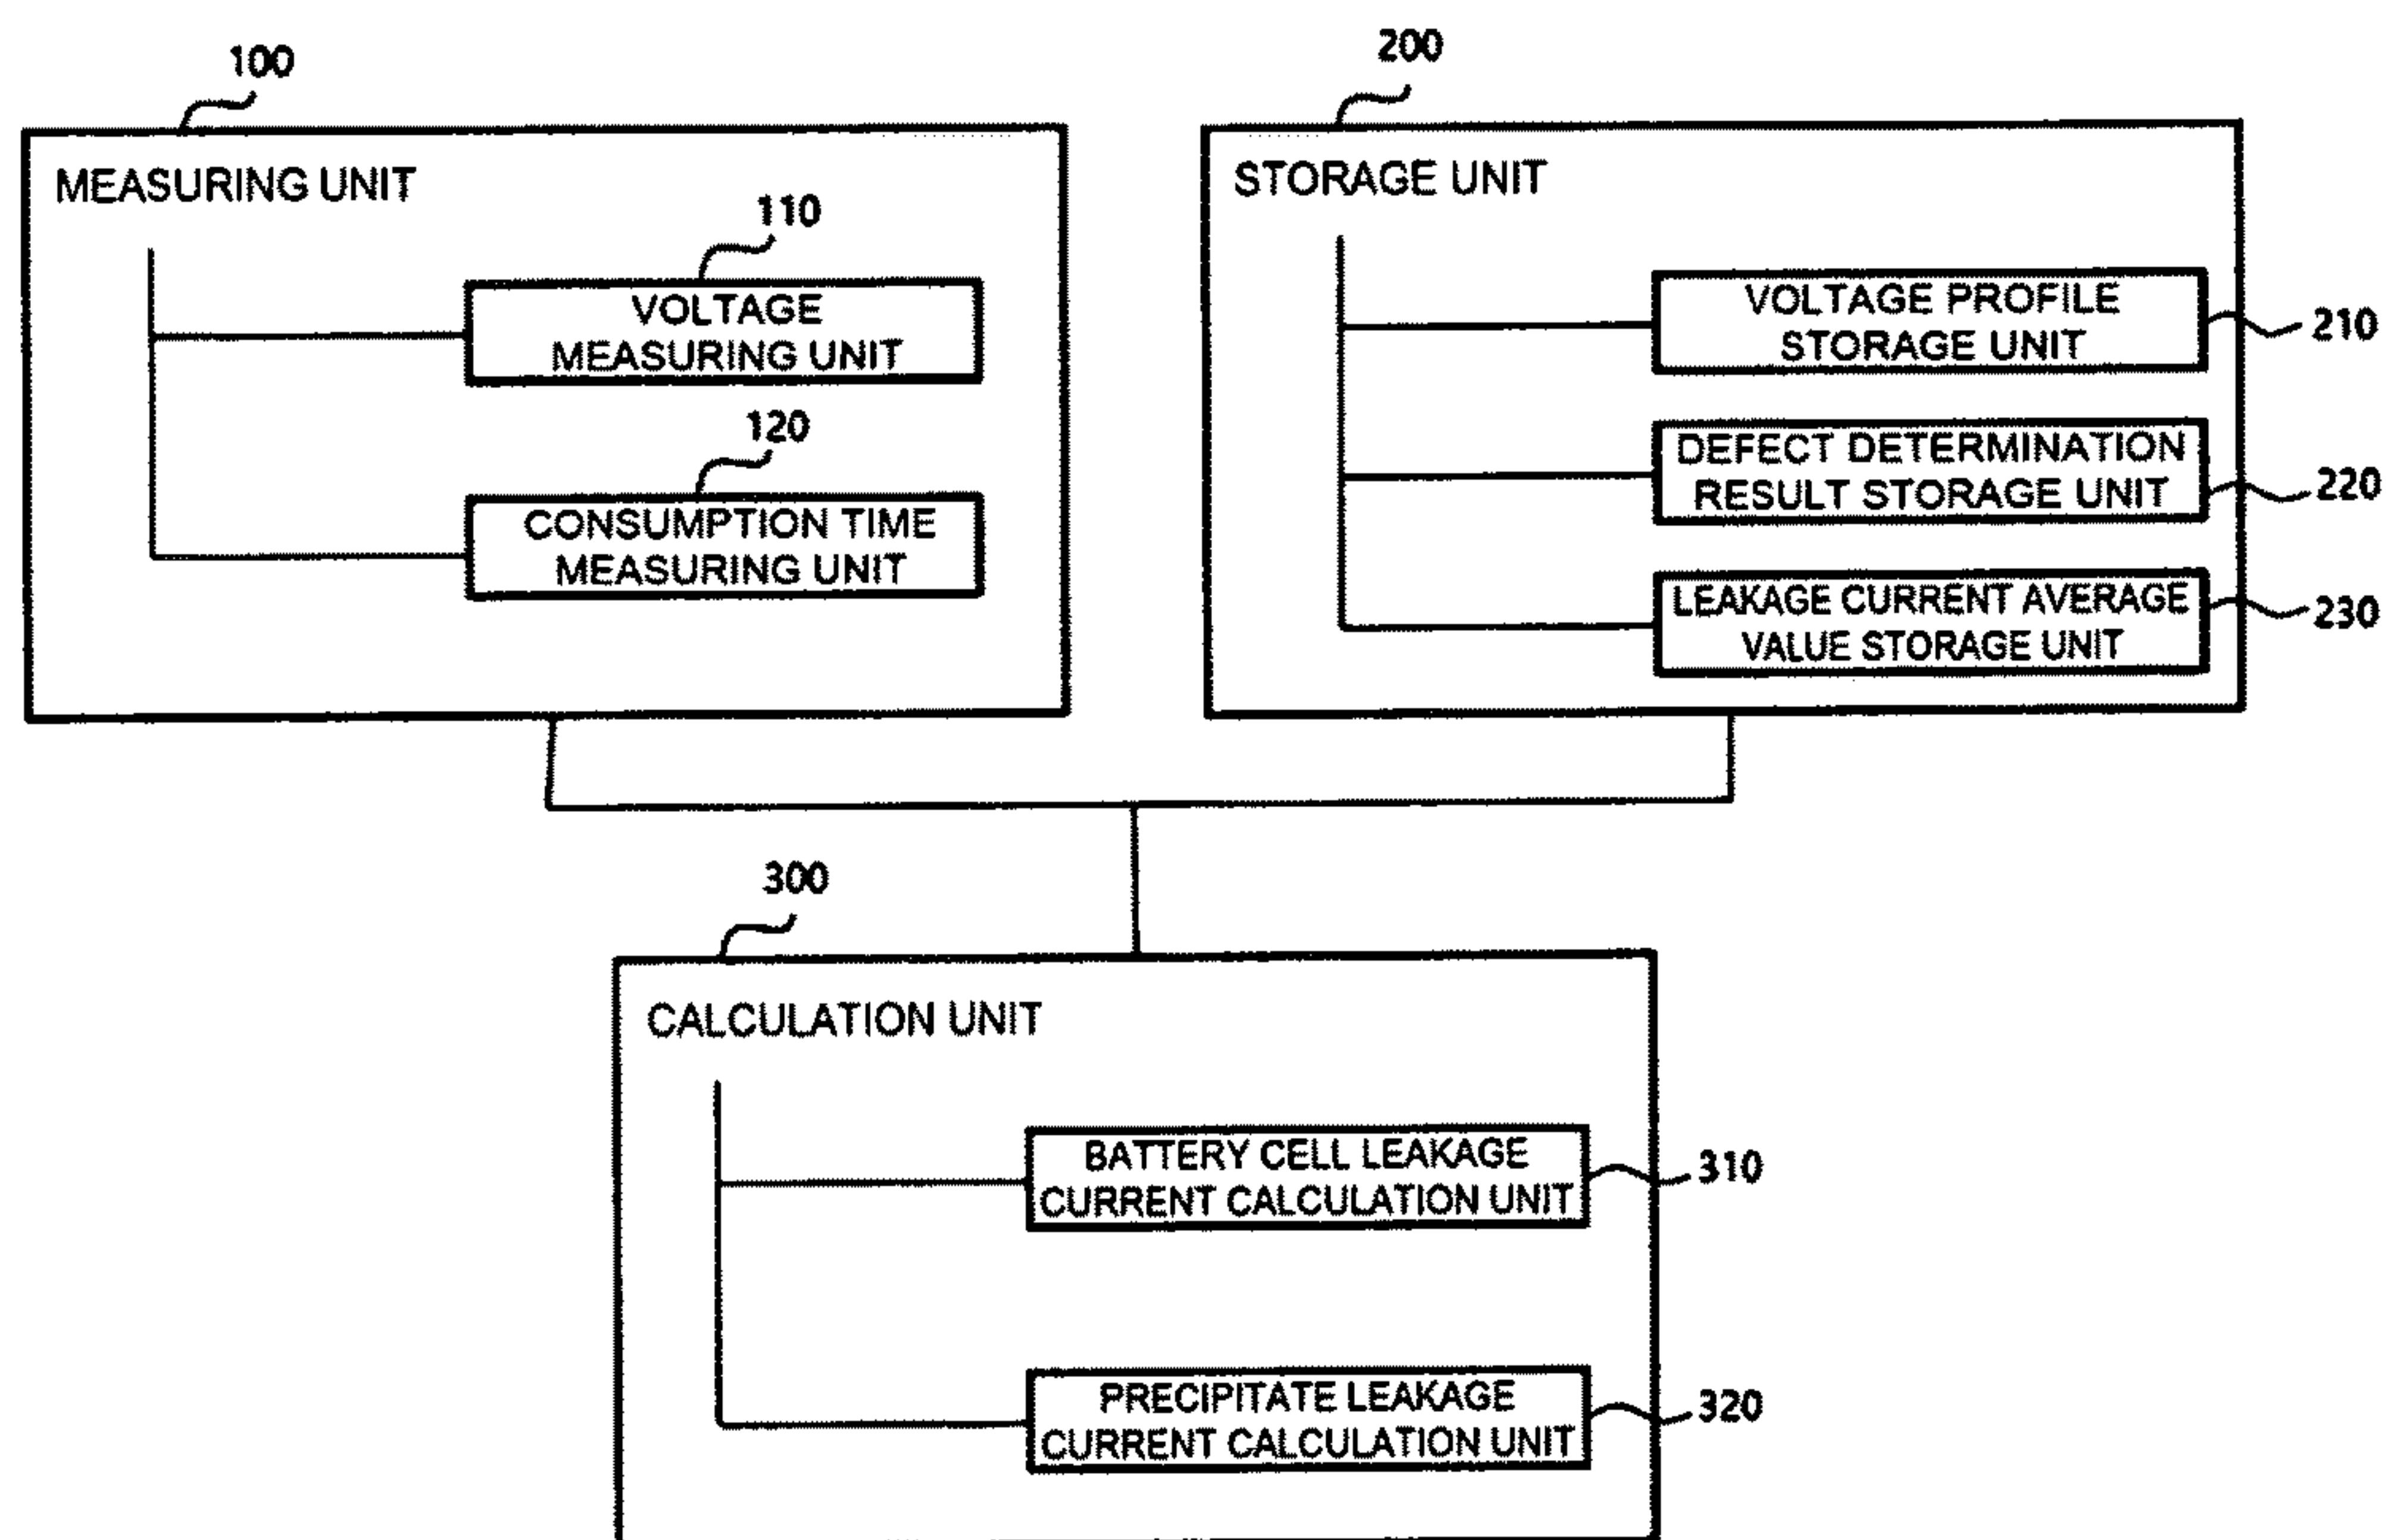 100
MEASURING UNIT
110
VOLTAGE
MEASURING UNIT
120
CONSUMPTION TIME
MEASURING UNIT
200
STORAGE UNIT
VOLTAGE PROFILE
STORAGE UNIT
210
DEFECT DETERMINATION
RESULT STORAGE UNIT
220
LEAKAGE CURRENT AVERAGE
VALUE STORAGE UNIT
230
300
CALCULATION UNIT
BATTERY CELL LEAKAGE
CURRENT CALCULATION UNIT
310
PRECIPITATE LEAKAGE
CURRENT CALCULATION UNIT
320